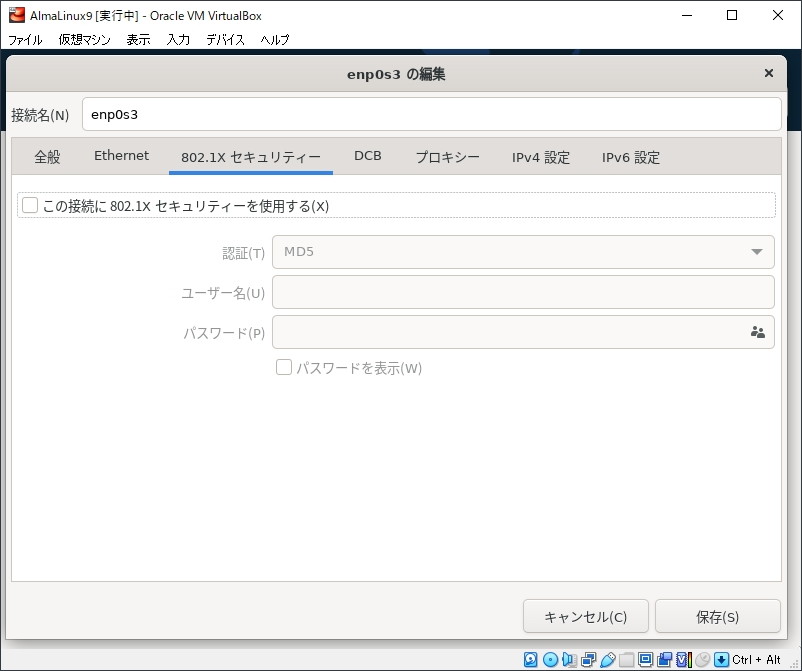 AlmaLinux9 [実行中] - Oracle VM VirtualBox
ファイル 仮想マシン 表示 入力 デバイス ヘルプ
enp0s3 の編集
接続名(N) enp0s3
全般 Ethernet 802.1X セキュリティー DCB プロキシー IPv4 設定 IPv6 設定
この接続に 802.1X セキュリティーを使用する(X)
認証(T) MD5
ユーザー名(U)
パスワード(P)
パスワードを表示(W)
キャンセル(C) 保存(S)
Ctrl + Alt